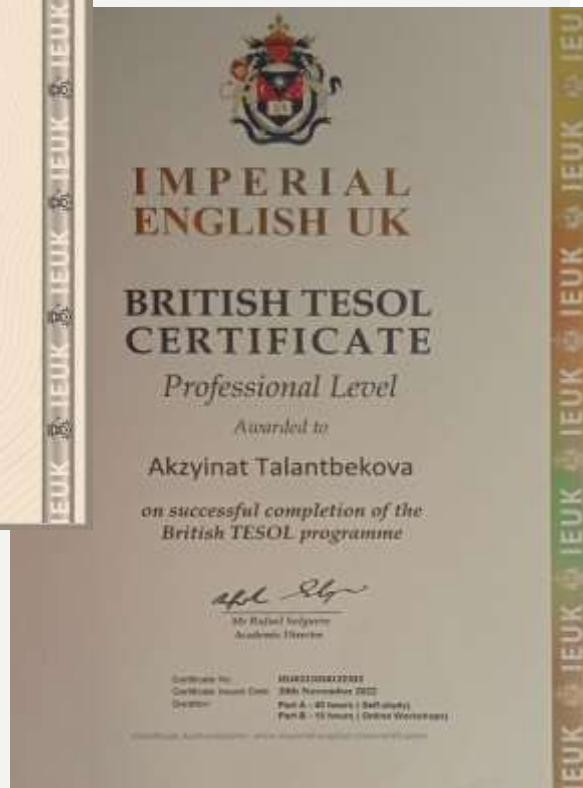 IMPERIAL
ENGLISH UK
BRITISH TESOL
CERTIFICATE
Professional Level
Awarded to
Akzyinat Talantbekova
on successful completion of the
British TESOL programme
Academic Director
Certificate No
Certificate Issued Date
Duration
Part A - 40 hours ( Self-study)
Part B - 10 hours ( Online Workshops)
IEUK IEUK IEUK IEUK IEUK
IEUK IEUK IEUK IEUK IEUK IEUK